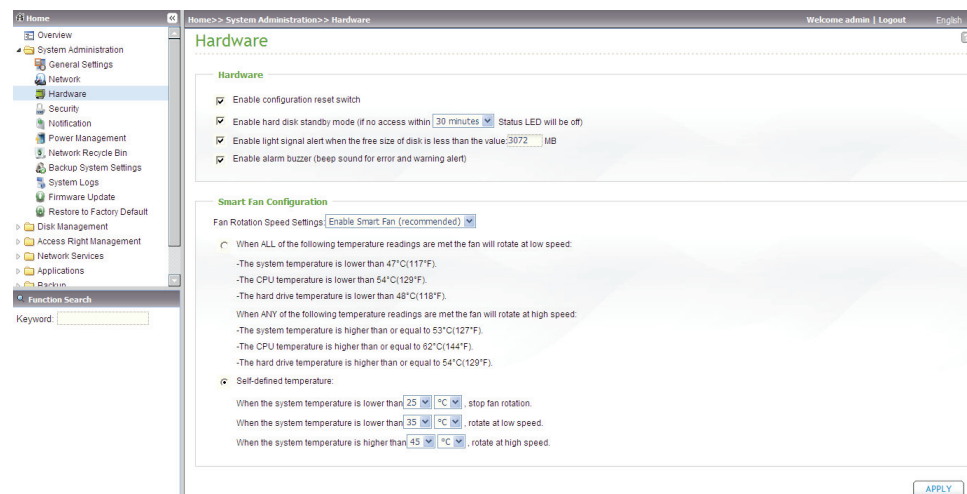 Home
Home>> System Administration>> Hardware
Welcome admin | Logout
English
Overview
System Administration
General Settings
Network
Hardware
Security
Notification
Power Management
Network Recycle Bin
Backup System Settings
System Logs
Firmware Update
Restore to Factory Default
Disk Management
Access Right Management
Network Services
Applications
Backup
Function Search
Keyword:
Hardware
Hardware
Enable configuration reset switch
Enable hard disk standby mode (if no access within 30 minutes Status LED will be off)
Enable light signal alert when the free size of disk is less than the value:3072 MB
Enable alarm buzzer (beep sound for error and warning alert)
Smart Fan Configuration
Fan Rotation Speed Settings: Enable Smart Fan (recommended)
When ALL of the following temperature readings are met the fan will rotate at low speed:
-The system temperature is lower than 47°C(117°F).
-The CPU temperature is lower than 54°C(129°F).
-The hard drive temperature is lower than 48°C(118°F).
When ANY of the following temperature readings are met the fan will rotate at high speed:
-The system temperature is higher than or equal to 53°C(127°F).
-The CPU temperature is higher than or equal to 62°C(144°F).
-The hard drive temperature is higher than or equal to 54°C(129°F).
Self-defined temperature:
When the system temperature is lower than 25 °C , stop fan rotation.
When the system temperature is lower than 35 °C , rotate at low speed.
When the system temperature is higher than 45 °C , rotate at high speed.
APPLY